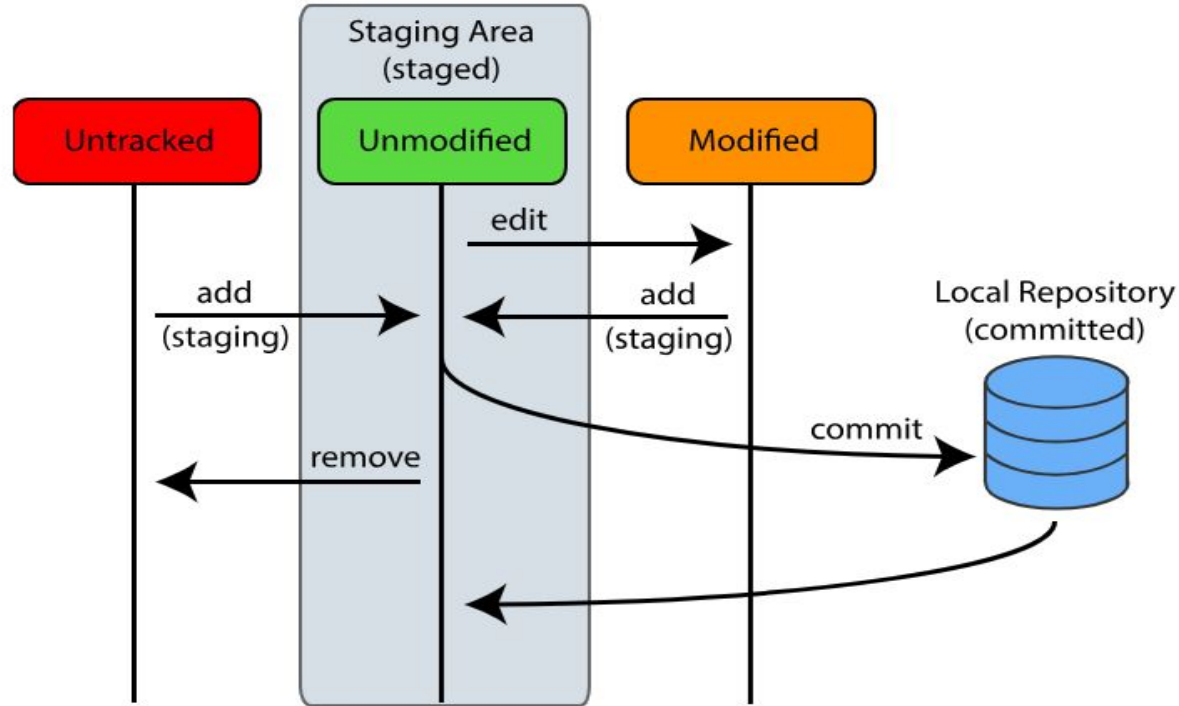 Staging Area
(staged)
Untracked
Unmodified
Modified
edit
add
(staging)
add
(staging)
Local Repository
(committed)
commit
remove